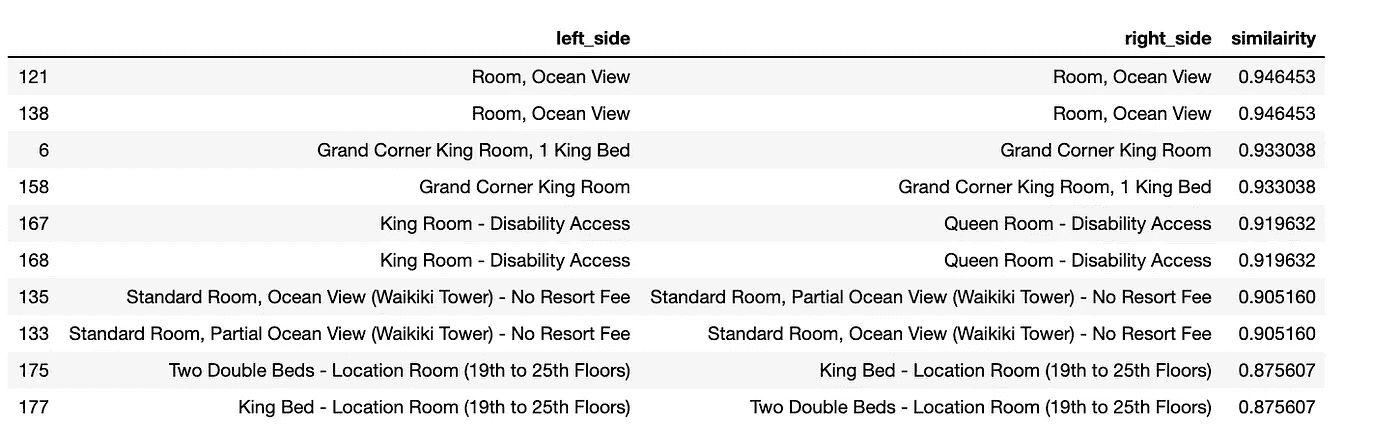 left_side right_side similairity
121 Room, Ocean View Room, Ocean View 0.946453
138 Room, Ocean View Room, Ocean View 0.946453
6 Grand Corner King Room, 1 King Bed Grand Corner King Room 0.933038
158 Grand Corner King Room Grand Corner King Room, 1 King Bed 0.933038
167 King Room - Disability Access Queen Room - Disability Access 0.919632
168 King Room - Disability Access Queen Room - Disability Access 0.919632
135 Standard Room, Ocean View (Waikiki Tower) - No Resort Fee Standard Room, Partial Ocean View (Waikiki Tower) - No Resort Fee 0.905160
133 Standard Room, Partial Ocean View (Waikiki Tower) - No Resort Fee Standard Room, Ocean View (Waikiki Tower) - No Resort Fee 0.905160
175 Two Double Beds - Location Room (19th to 25th Floors) King Bed - Location Room (19th to 25th Floors) 0.875607
177 King Bed - Location Room (19th to 25th Floors) Two Double Beds - Location Room (19th to 25th Floors) 0.875607